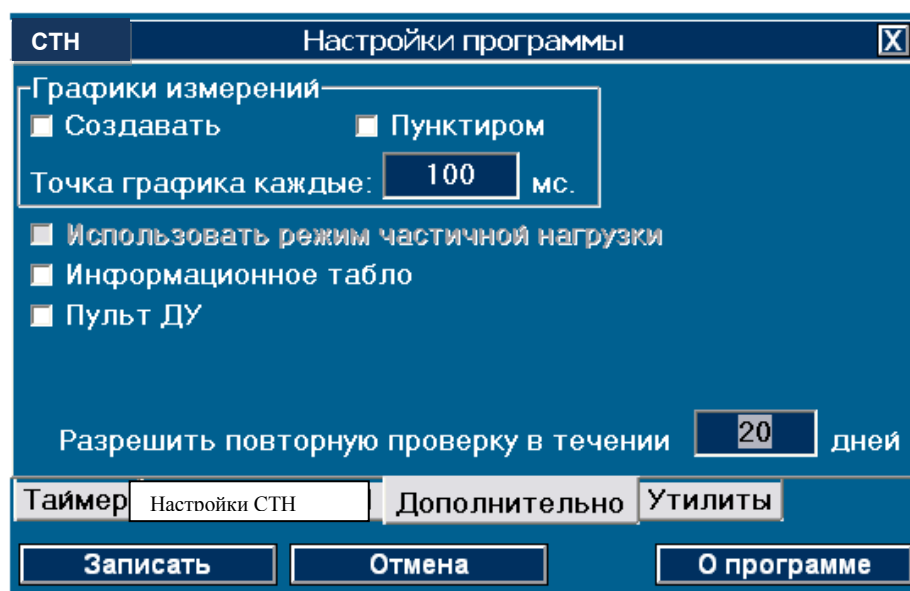 СТН Настройки программы X
Графики измерений
Создавать Пунктиром
Точка графика каждые: 100 мс.
Использовать режим частичной нагрузки
Информационное табло
Пульт ДУ
Разрешить повторную проверку в течении 20 дней
Таймер Настройки СТН Дополнительно Утилиты
Записать Отмена О программе